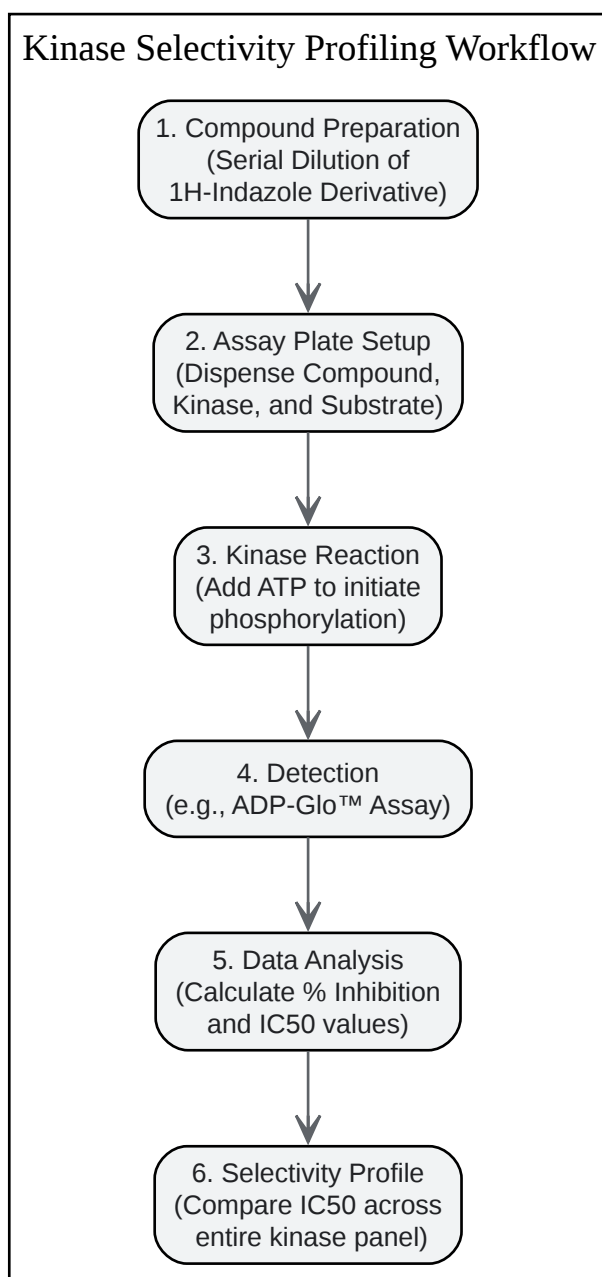 Kinase Selectivity Profiling Workflow
1. Compound Preparation
(Serial Dilution of
1H-Indazole Derivative)
2. Assay Plate Setup
(Dispense Compound,
Kinase, and Substrate)
3. Kinase Reaction
(Add ATP to initiate
phosphorylation)
4. Detection
(e.g., ADP-Glo™ Assay)
5. Data Analysis
(Calculate % Inhibition
and IC50 values)
6. Selectivity Profile
(Compare IC50 across
entire kinase panel)